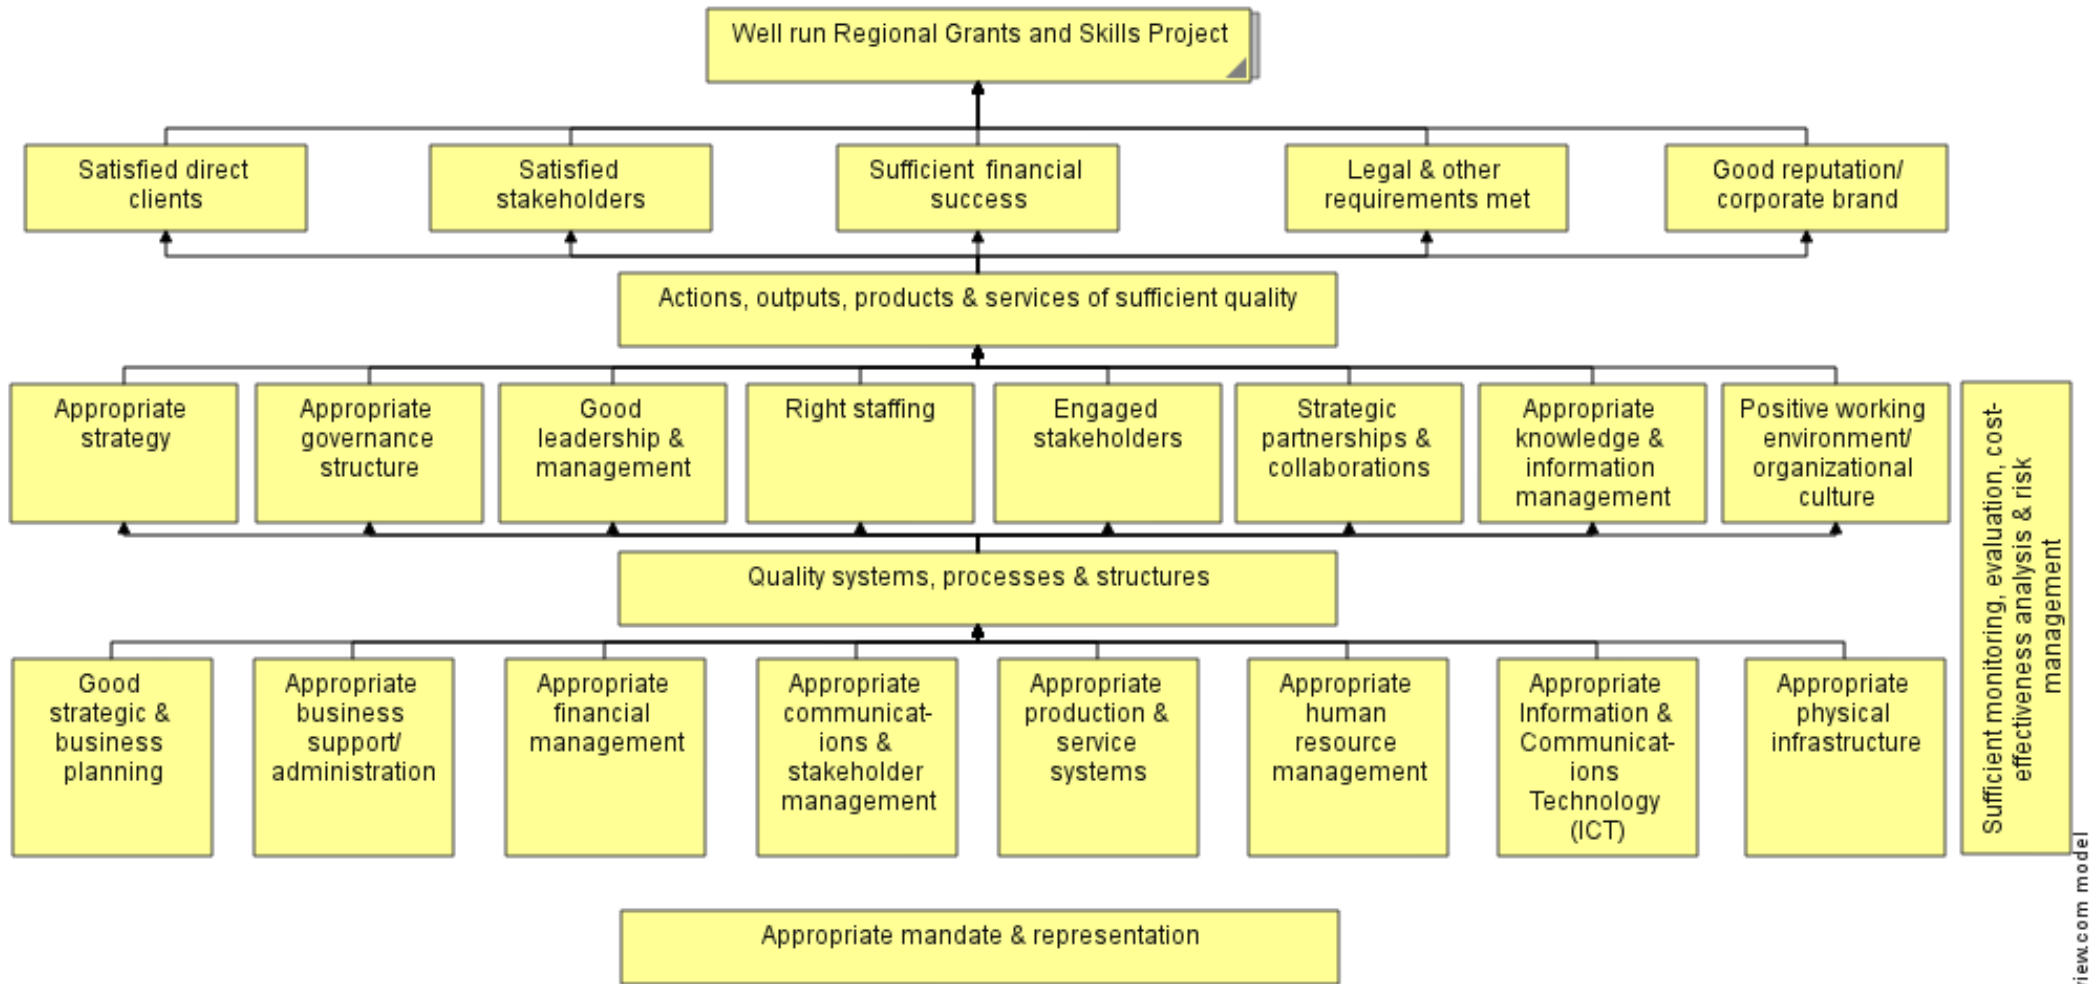 Well run Regional Grants and Skills Project
Satisfied direct
clients
Satisfied
stakeholders
Sufficient financial
success
Legal & other
requirements met
Good reputation/
corporate brand
Actions, outputs, products & services of sufficient quality
Appropriate
strategy
Appropriate
governance
structure
Good
leadership &
management
Right staffing
Engaged
stakeholders
Strategic
partnerships &
collaborations
Appropriate
knowledge &
information
management
Positive working
environment/
organizational
culture
Sufficient monitoring, evaluation, cost-
effectiveness analysis & risk
management
Quality systems, processes & structures
Good
strategic &
business
planning
Appropriate
business
support/
administration
Appropriate
financial
management
Appropriate
communicat-
ions &
stakeholder
management
Appropriate
production &
service
systems
Appropriate
human
resource
management
Appropriate
Information &
Communicat-
ions
Technology
(ICT)
Appropriate
physical
infrastructure
Appropriate mandate & representation
model